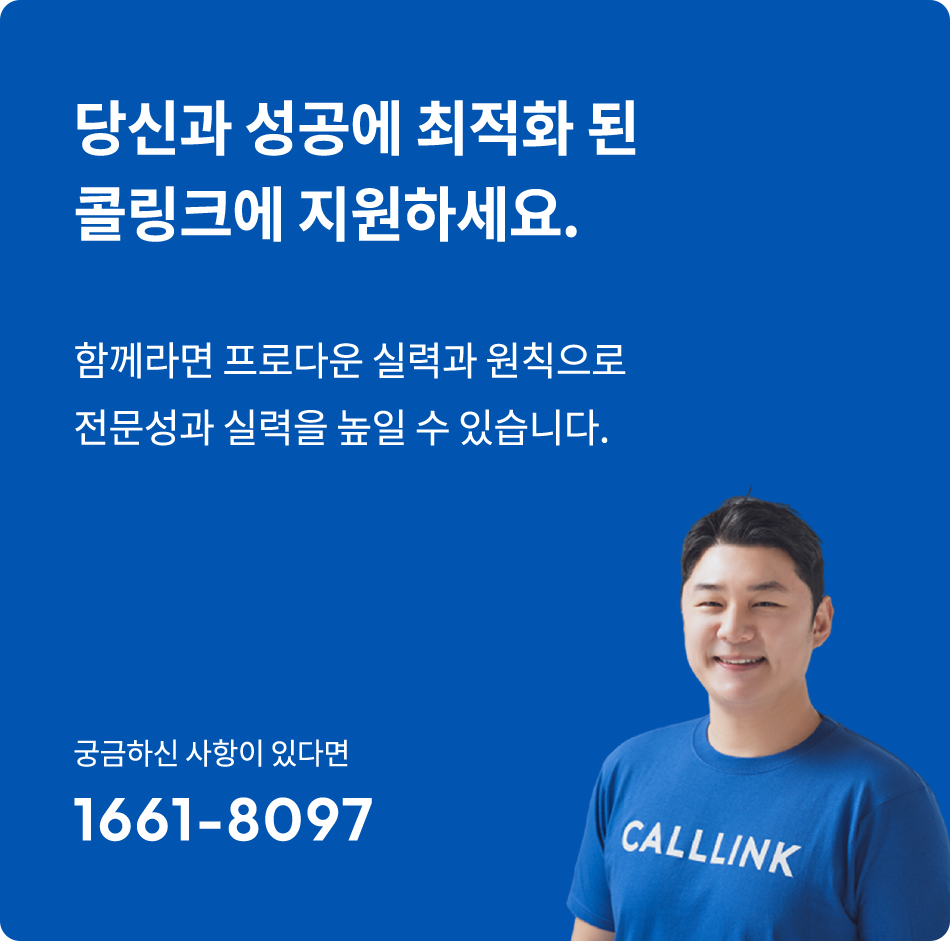 당신과 성공에 최적화 된
콜링크에 지원하세요.
함께라면 프로다운 실력과 원칙으로
전문성과 실력을 높일 수 있습니다.
궁금하신 사항이 있다면
1661-8097
CALLLINK